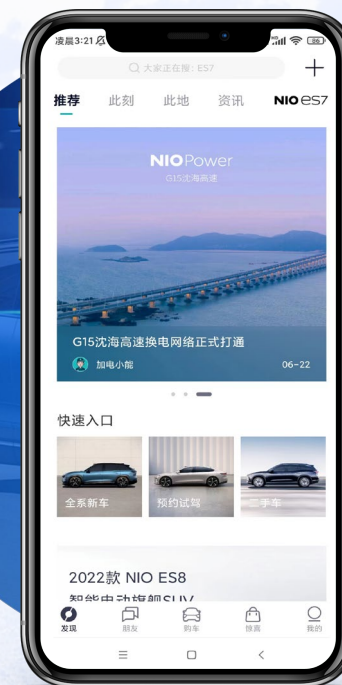 凌晨3:21
86
大家正在搜: ES7
推荐 此刻 此地 资讯 NIO es7
NIO Power
G15沈海高速
G15沈海高速换电网络正式打通
加电小能 06-22
快速入口
全系新车 预约试驾 二手车
2022款 NIO ES8
智能电动旗舰SUV
发现 朋友 购车 惊喜 我的